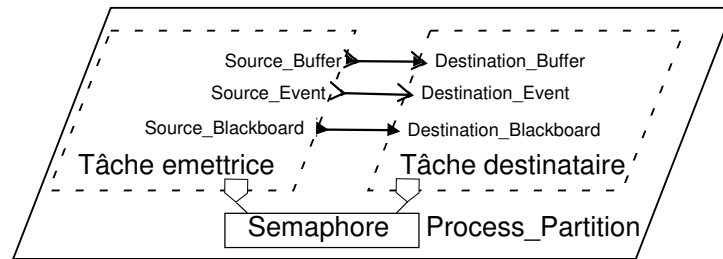 Source_Buffer Destination_Buffer
Source_Event Destination_Event
Source_Blackboard Destination_Blackboard
Tâche emettrice Tâche destinataire
Semaphore Process_Partition